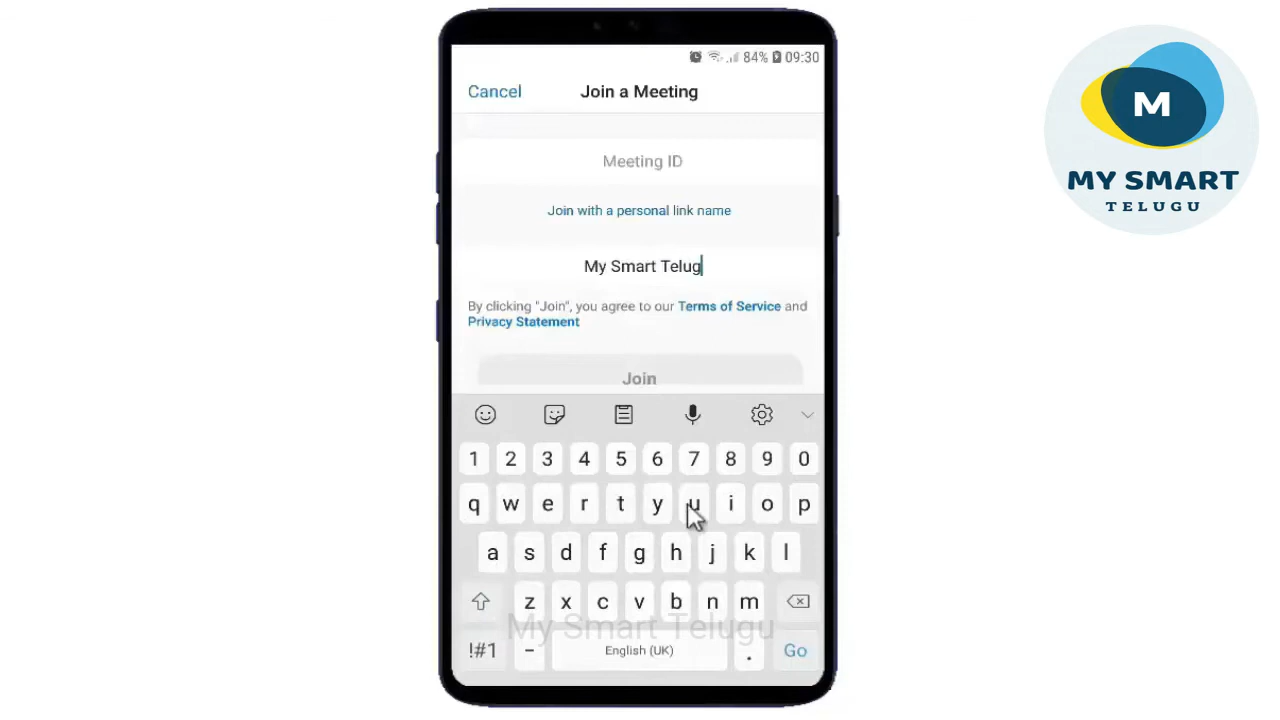 84% 09:30
Cancel Join a Meeting
Meeting ID
Join with a personal link name
My Smart Telug
By clicking "Join", you agree to our Terms of Service and
Privacy Statement
Join
1 2 3 4 5 6 7 8 9 0
q w e r t y u i o p
a s d f g h j k l
z x c v b n m
My Smart Telugu
!#1 - English (UK) . Go
M
MY SMART
TELUGU